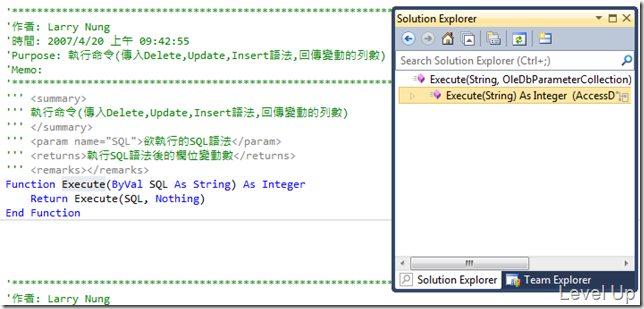 '****************************************************************
'作者: Larry Nung
'時間: 2007/4/20 上午 09:42:55
'Purpose: 執行命令(傳入Delete,Update,Insert語法,回傳變動的列數)
'Memo:
'****************************************************************
''' <summary>
''' 執行命令(傳入Delete,Update,Insert語法,回傳變動的列數)
''' </summary>
''' <param name="SQL">欲執行的SQL語法</param>
''' <returns>執行SQL語法後的欄位變動數</returns>
''' <remarks></remarks>
Function Execute(ByVal SQL As String) As Integer
Return Execute(SQL, Nothing)
End Function
'****************************************************************
'作者: Larry Nung
Solution Explorer
Search Solution Explorer (Ctrl+;)
Execute(String, OleDbParameterCollection)
Execute(String) As Integer (AccessD
Solution Explorer
Team Explorer
Level Up